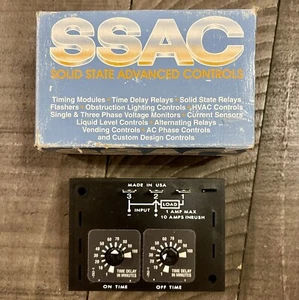 SSAC
SOLID STATE ADVANCED CONTROLS
Timing Modules · Time Delay Relays · Solid State Relays
Flashers · Obstruction Lighting Controls · HVAC Controls
Single & Three Phase Voltage Monitors · Current Sensors
Liquid Level Controls · Alternating Relays
Vending Controls · AC Phase Controls
and Custom Design Controls
MADE IN USA
3 2 1
INPUT
LOAD
1 AMP MAX
10 AMPS INRUSH
TIME DELAY
IN MINUTES
TIME DELAY
IN MINUTES
ON TIME
OFF TIME